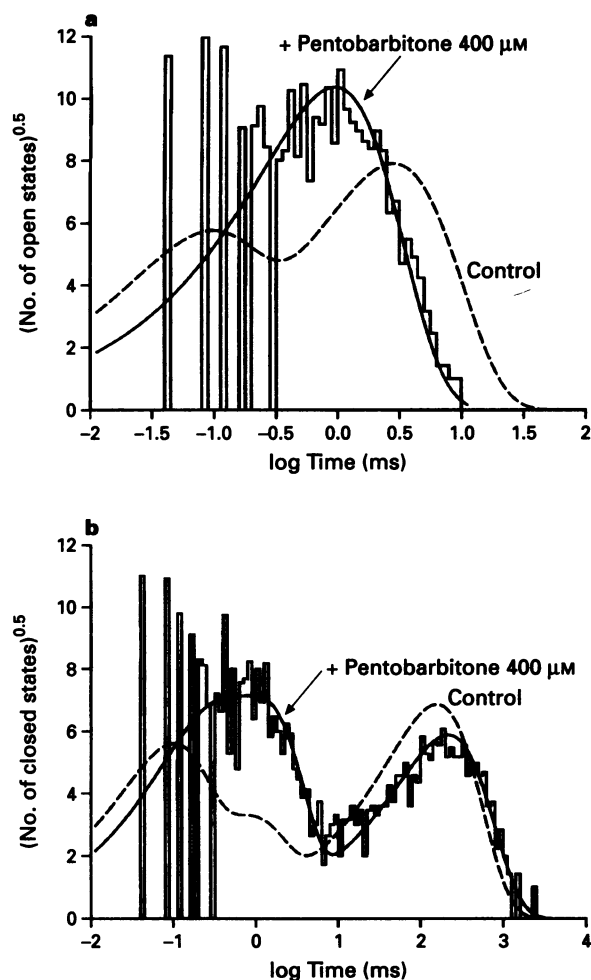 a
12
10
8
6
4
2
0
(No. of open states)0.5
+ Pentobarbitone 400 μM
Control
−2 −1.5 −1.0 −0.5 0.0 0.5 1.0 1.5 2
log Time (ms)
b
12
10
8
6
4
2
0
(No. of closed states)0.5
+ Pentobarbitone 400 μM
Control
−2 −1 0 1 2 3 4
log Time (ms)